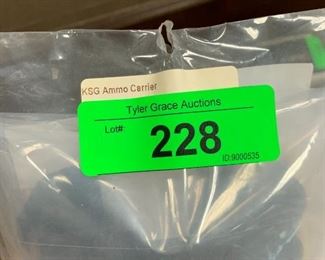 KSG Ammo Carrier
Tyler Grace Auctions
Lot#:
228
ID:9000535